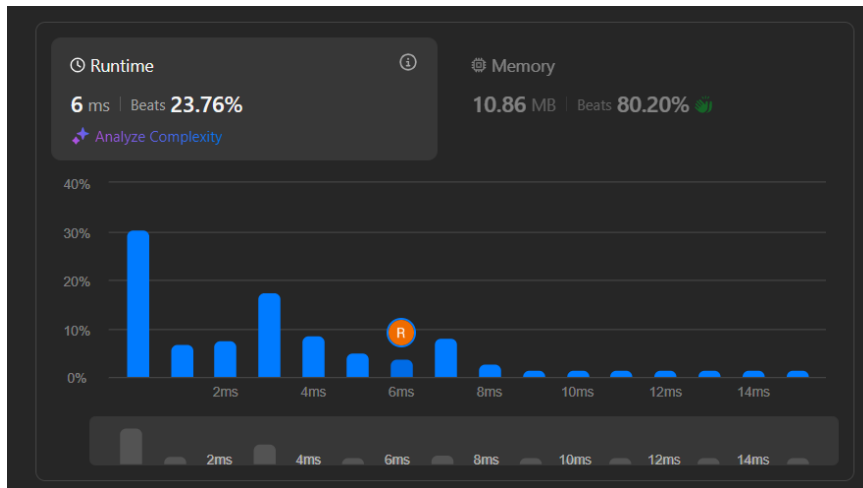 Runtime
6 ms | Beats 23.76%
Analyze Complexity
Memory
10.86 MB | Beats 80.20%
40%
30%
20%
10%
0%
R
2ms 4ms 6ms 8ms 10ms 12ms 14ms
2ms 4ms 6ms 8ms 10ms 12ms 14ms